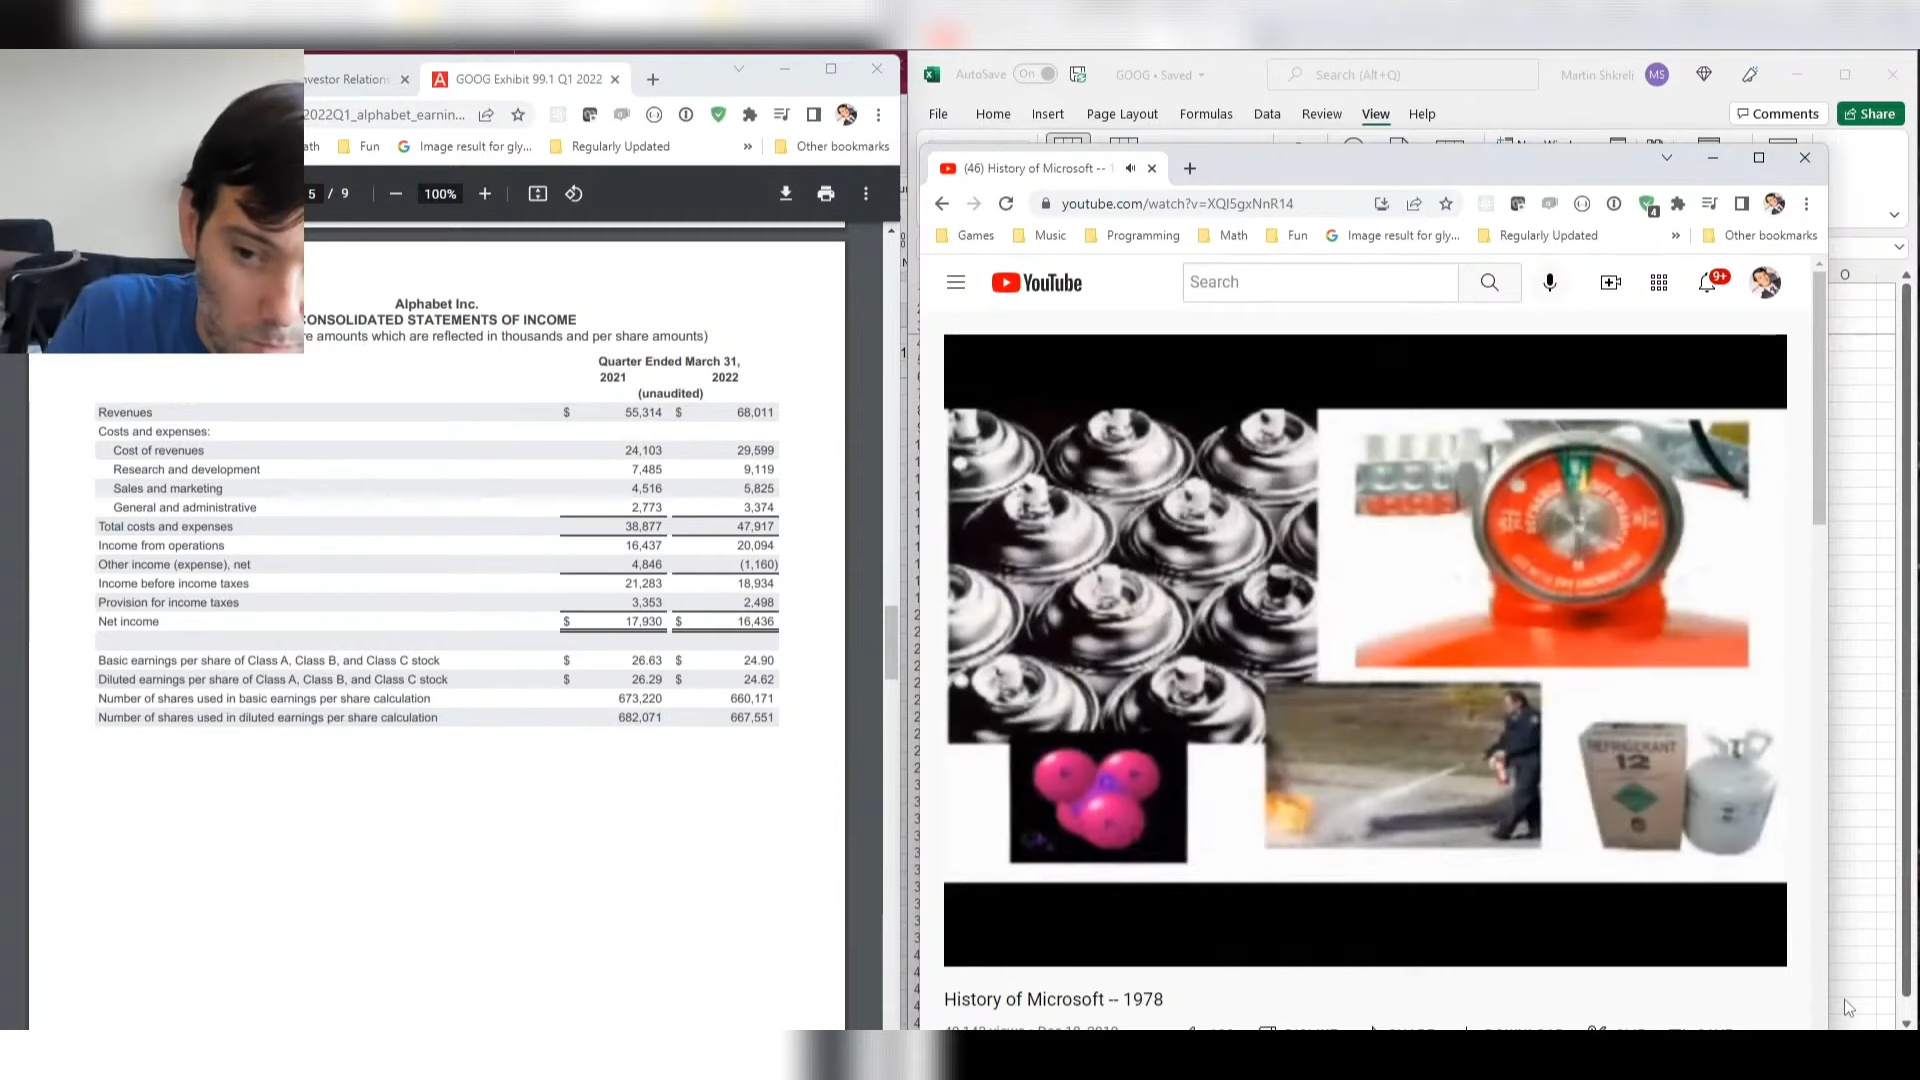 nvestor Relation
GOOG Exhibit 99.1 Q1 2022
2022Q1_alphabet_earnin...
ath
Fun
Image result for gly...
Regularly Updated
»
Other bookmarks
5 / 9
100%
Alphabet Inc.
ONSOLIDATED STATEMENTS OF INCOME
e amounts which are reflected in thousands and per share amounts)
Quarter Ended March 31,
2021 2022
(unaudited)
Revenues $ 55,314 $ 68,011
Costs and expenses:
Cost of revenues 24,103 29,599
Research and development 7,485 9,119
Sales and marketing 4,516 5,825
General and administrative 2,773 3,374
Total costs and expenses 38,877 47,917
Income from operations 16,437 20,094
Other income (expense), net 4,846 (1,160)
Income before income taxes 21,283 18,934
Provision for income taxes 3,353 2,498
Net income $ 17,930 $ 16,436
Basic earnings per share of Class A, Class B, and Class C stock $ 26.63 $ 24.90
Diluted earnings per share of Class A, Class B, and Class C stock $ 26.29 $ 24.62
Number of shares used in basic earnings per share calculation 673,220 660,171
Number of shares used in diluted earnings per share calculation 682,071 667,551
AutoSave On
GOOG • Saved
Search (Alt+Q)
Martin Shkreli MS
File Home Insert Page Layout Formulas Data Review View Help
Comments Share
(46) History of Microsoft -- 1
youtube.com/watch?v=XQI5gxNnR14
4
Games Music Programming Math Fun Image result for gly... Regularly Updated » Other bookmarks
O
YouTube
Search
9+
REFRIGERANT
12
History of Microsoft -- 1978